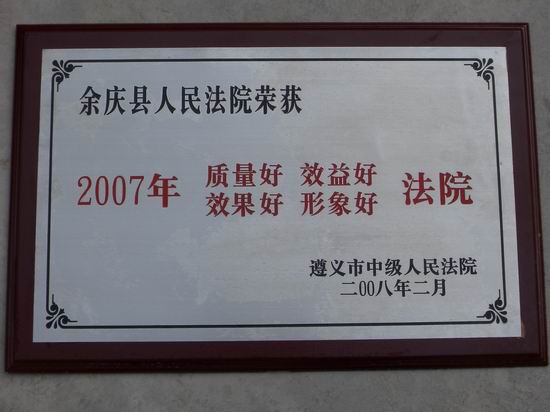 余庆县人民法院荣获
2007年 质量好 效益好 法院
效果好 形象好
遵义市中级人民法院
二00八年二月